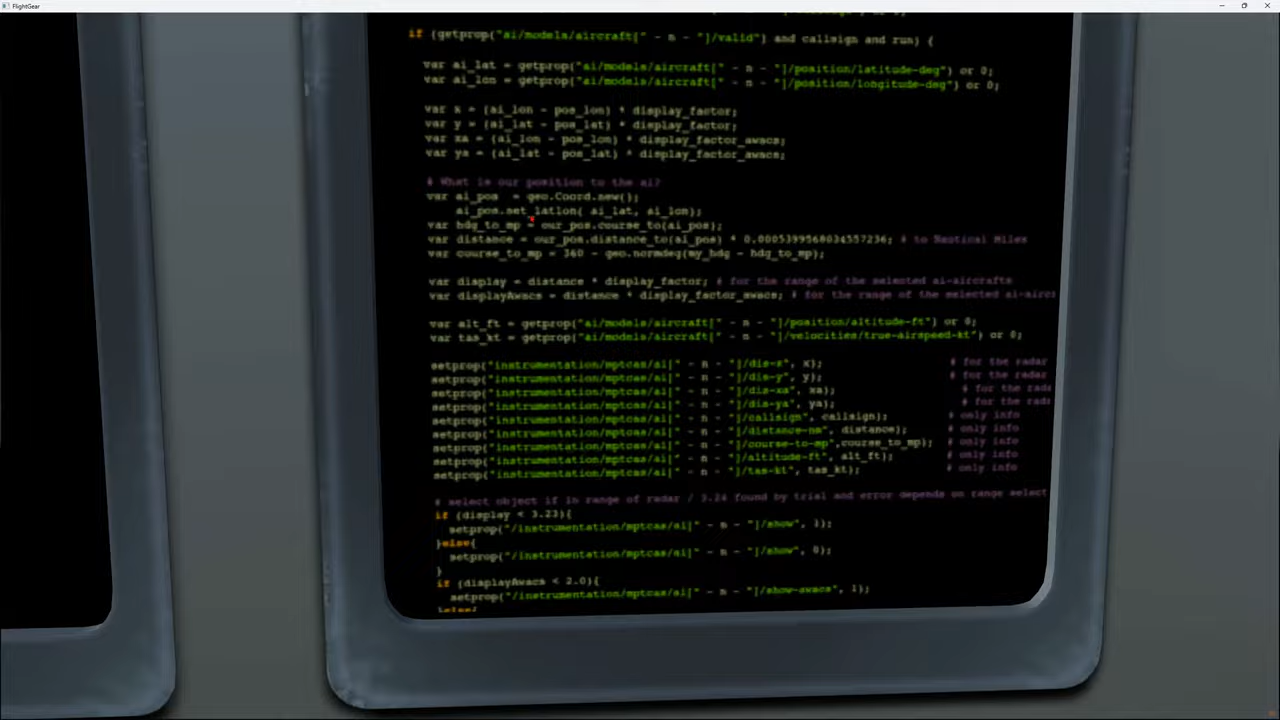 FlightGear
if (getprop("ai/models/aircraft[" - n - "]/valid") and callsign and run) {
var ai_lat = getprop("ai/models/aircraft[" - n - "]/position/latitude-deg") or 0;
var ai_lon = getprop("ai/models/aircraft[" - n - "]/position/longitude-deg") or 0;
var x = (ai_lon - pos_lon) * display_factor;
var y = (ai_lat - pos_lat) * display_factor;
var xa = (ai_lon - pos_lon) * display_factor_awacs;
var ya = (ai_lat - pos_lat) * display_factor_awacs;
# What is our position to the ai?
var ai_pos = geo.Coord.new();
ai_pos.set_latlon( ai_lat, ai_lon);
var hdg_to_mp = our_pos.course_to(ai_pos);
var distance = our_pos.distance_to(ai_pos) * 0.0005399568034557236; # to Nautical Miles
var course_to_mp = 360 - geo.normdeg(my_hdg - hdg_to_mp);
var display = distance * display_factor; # for the range of the selected ai-aircrafts
var displayAwacs = distance * display_factor_awacs; # for the range of the selected ai-airc
var alt_ft = getprop("ai/models/aircraft[" - n - "]/position/altitude-ft") or 0;
var tas_kt = getprop("ai/models/aircraft[" - n - "]/velocities/true-airspeed-kt") or 0;
setprop("instrumentation/mptcas/ai[" - n - "]/dis-x", x); # for the radar
setprop("instrumentation/mptcas/ai[" - n - "]/dis-y", y); # for the radar
setprop("instrumentation/mptcas/ai[" - n - "]/dis-xa", xa); # for the rada
setprop("instrumentation/mptcas/ai[" - n - "]/dis-ya", ya); # for the rada
setprop("instrumentation/mptcas/ai[" - n - "]/callsign", callsign); # only info
setprop("instrumentation/mptcas/ai[" - n - "]/distance-nm", distance); # only info
setprop("instrumentation/mptcas/ai[" - n - "]/course-to-mp",course_to_mp); # only info
setprop("instrumentation/mptcas/ai[" - n - "]/altitude-ft", alt_ft); # only info
setprop("instrumentation/mptcas/ai[" - n - "]/tas-kt", tas_kt); # only info
# select object if in range of radar / 3.24 found by trial and error depends on range select
if (display < 3.23){
setprop("/instrumentation/mptcas/ai[" - n - "]/show", 1);
}else{
setprop("/instrumentation/mptcas/ai[" - n - "]/show", 0);
}
if (displayAwacs < 2.0){
setprop("/instrumentation/mptcas/ai[" - n - "]/show-awacs", 1);
}else{